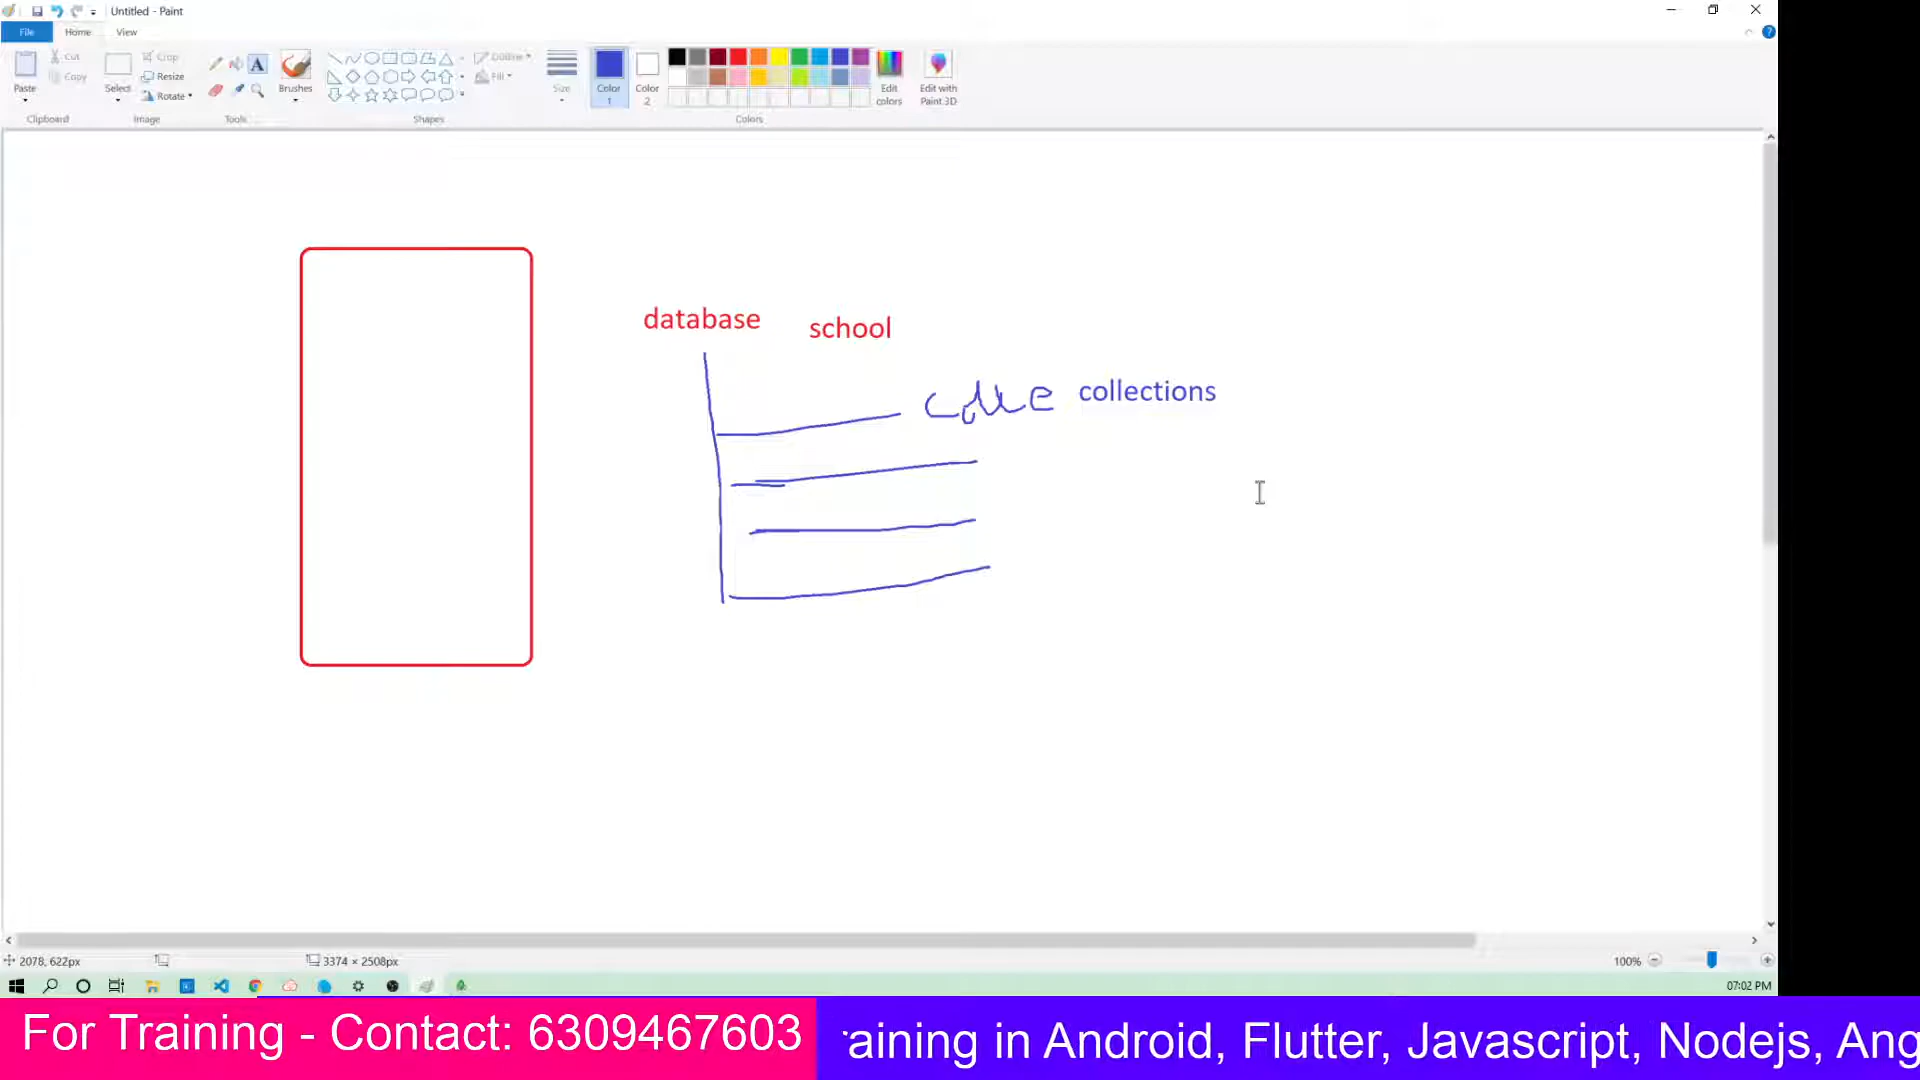 Untitled - Paint
File Home View
Cut
Copy
Paste
Clipboard
Crop
Resize
Rotate
Select
Image
Tools
Brushes
Outline
Fill
Shapes
Size
Color 1
Color 2
Edit colors
Edit with Paint 3D
Colors
database
school
colle collections
2078, 622px
3374 × 2508px
100%
07:02 PM
For Training - Contact: 6309467603
aining in Android, Flutter, Javascript, Nodejs, Ang